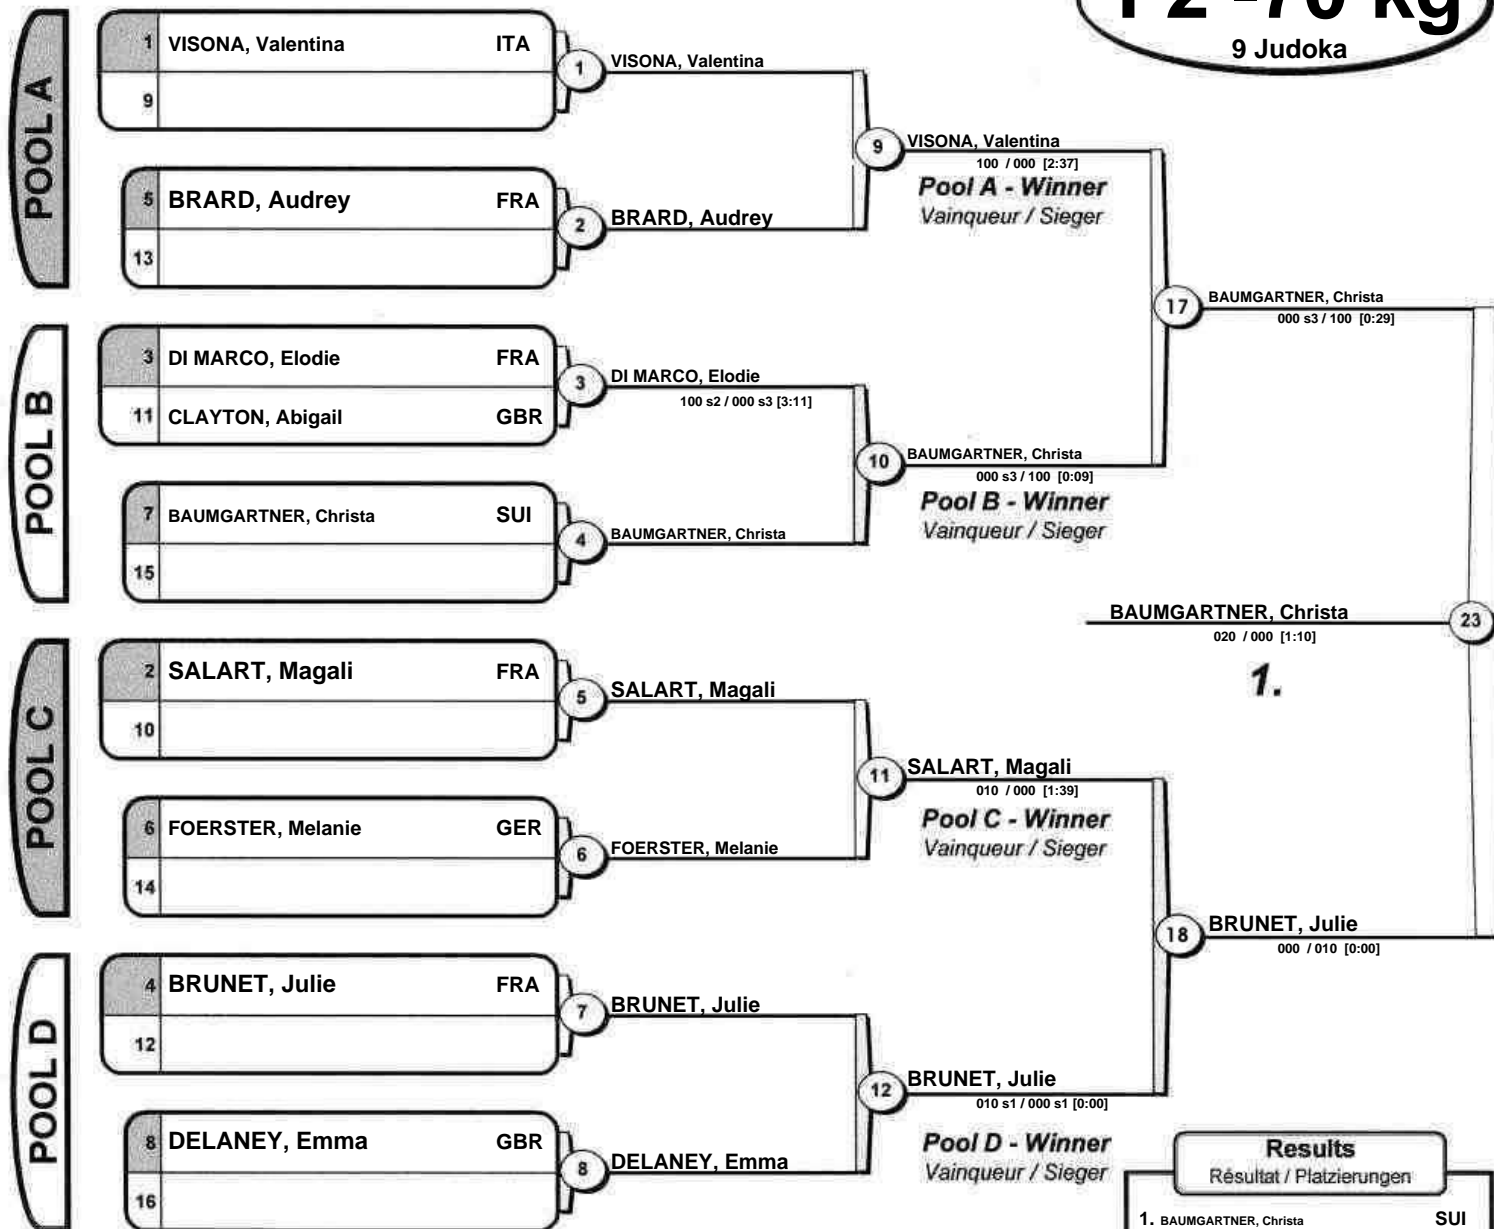 F2 -70 kg
9 Judoka
POOL A
1 VISONA, Valentina ITA
9
5 BRARD, Audrey FRA
13
1 VISONA, Valentina
2 BRARD, Audrey
9 VISONA, Valentina
100 / 000 [2:37]
Pool A - Winner
Vainqueur / Sieger
POOL B
3 DI MARCO, Elodie FRA
11 CLAYTON, Abigail GBR
7 BAUMGARTNER, Christa SUI
15
3 DI MARCO, Elodie
100 s2 / 000 s3 [3:11]
4 BAUMGARTNER, Christa
10 BAUMGARTNER, Christa
000 s3 / 100 [0:09]
Pool B - Winner
Vainqueur / Sieger
17 BAUMGARTNER, Christa
000 s3 / 100 [0:29]
BAUMGARTNER, Christa 23
020 / 000 [1:10]
1.
POOL C
2 SALART, Magali FRA
10
6 FOERSTER, Melanie GER
14
5 SALART, Magali
6 FOERSTER, Melanie
11 SALART, Magali
010 / 000 [1:39]
Pool C - Winner
Vainqueur / Sieger
POOL D
4 BRUNET, Julie FRA
12
8 DELANEY, Emma GBR
16
7 BRUNET, Julie
8 DELANEY, Emma
12 BRUNET, Julie
010 s1 / 000 s1 [0:00]
Pool D - Winner
Vainqueur / Sieger
18 BRUNET, Julie
000 / 010 [0:00]
Results
Résultat / Platzierungen
1. BAUMGARTNER, Christa SUI